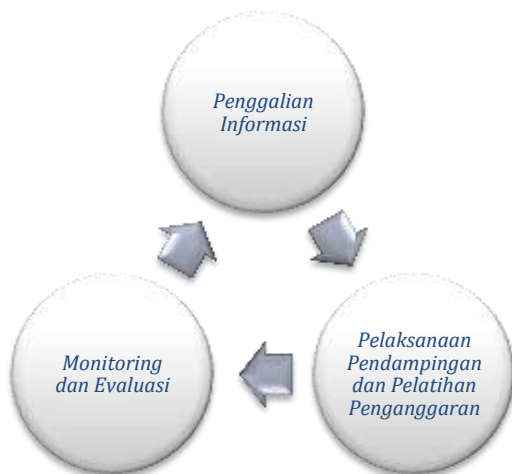 Penggalian
Informasi
Pelaksanaan
Pendampingan
dan Pelatihan
Penganggaran
Monitoring
dan Evaluasi